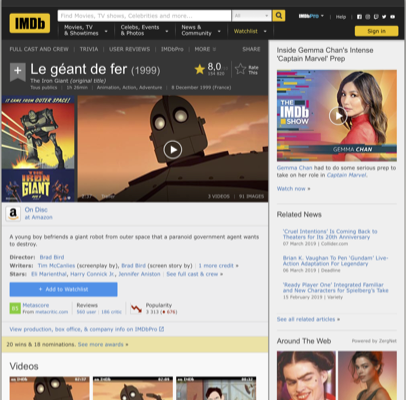 IMDb
Find Movies, TV shows, Celebrities and more...
All
IMDbPro
Help
Movies, TV & Showtimes
Celebs, Events & Photos
News & Community
Watchlist
Sign in
FULL CAST AND CREW | TRIVIA | USER REVIEWS | IMDbPro | MORE
SHARE
Le géant de fer (1999)
The Iron Giant (original title)
Tous publics | 1h 26min | Animation, Action, Adventure | 8 December 1999 (France)
8,0
Rate This
IT CAME FROM OUTER SPACE!
THE IRON GIANT
3 VIDEOS | 91 IMAGES
On Disc
at Amazon
A young boy befriends a giant robot from outer space that a paranoid government agent wants to destroy.
Director: Brad Bird
Writers: Tim McCanlies (screenplay by), Brad Bird (screen story by) | 1 more credit »
Stars: Eli Marienthal, Harry Connick Jr., Jennifer Aniston | See full cast & crew »
+ Add to Watchlist
85
Metascore
From metacritic.com
Reviews
560 user | 186 critic
Popularity
3 313
View production, box office, & company info on IMDbPro
20 wins & 18 nominations. See more awards »
Videos
Inside Gemma Chan's Intense 'Captain Marvel' Prep
THE IMDb SHOW
GEMMA CHAN
Gemma Chan had to do some serious prep to take on her role in Captain Marvel.
Watch now »
Related News
'Cruel Intentions' Is Coming Back to Theaters for Its 20th Anniversary
07 March 2019 | Collider.com
Brian K. Vaughan To Pen 'Gundam' Live-Action Adaptation For Legendary
06 March 2019 | Deadline
'Ready Player One' Integrated Familiar and New Characters for Spielberg's Take
15 February 2019 | Variety
See all related articles »
Around The Web
Powered by ZergNet